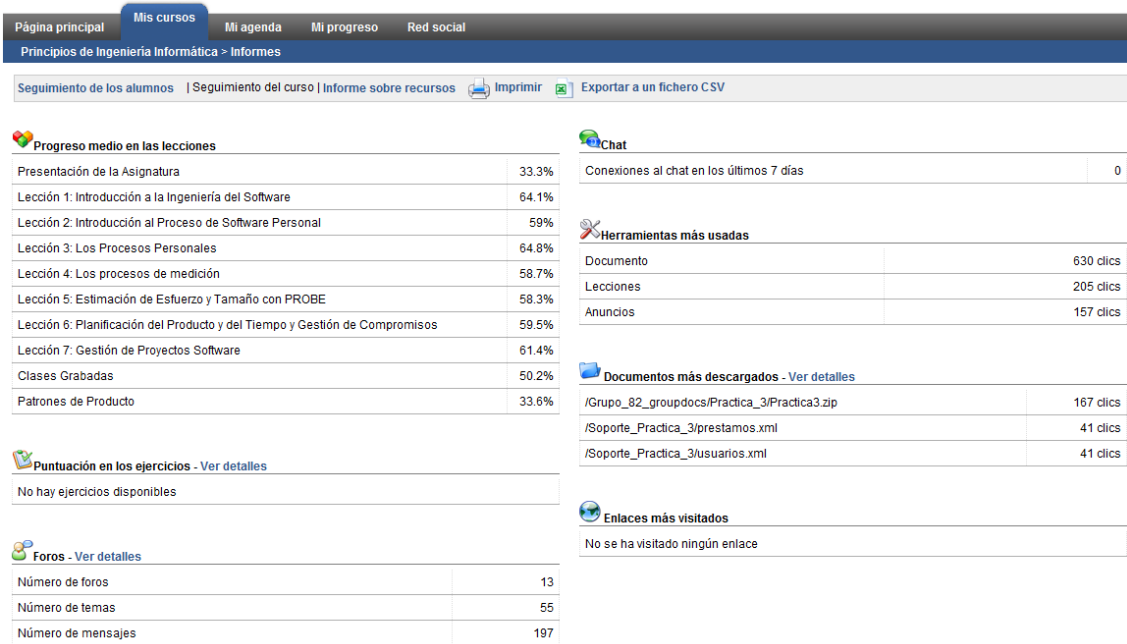 Página principal
Mis cursos
Mi agenda
Mi progreso
Red social
Principios de Ingeniería Informática > Informes
Seguimiento de los alumnos | Seguimiento del curso | Informe sobre recursos Imprimir Exportar a un fichero CSV
Progreso medio en las lecciones
Presentación de la Asignatura 33.3%
Lección 1: Introducción a la Ingeniería del Software 64.1%
Lección 2: Introducción al Proceso de Software Personal 59%
Lección 3: Los Procesos Personales 64.8%
Lección 4: Los procesos de medición 58.7%
Lección 5: Estimación de Esfuerzo y Tamaño con PROBE 58.3%
Lección 6: Planificación del Producto y del Tiempo y Gestión de Compromisos 59.5%
Lección 7: Gestión de Proyectos Software 61.4%
Clases Grabadas 50.2%
Patrones de Producto 33.6%
Puntuación en los ejercicios - Ver detalles
No hay ejercicios disponibles
Foros - Ver detalles
Número de foros 13
Número de temas 55
Número de mensajes 197
Chat
Conexiones al chat en los últimos 7 días 0
Herramientas más usadas
Documento 630 clics
Lecciones 205 clics
Anuncios 157 clics
Documentos más descargados - Ver detalles
/Grupo_82_groupdocs/Practica_3/Practica3.zip 167 clics
/Soporte_Practica_3/prestamos.xml 41 clics
/Soporte_Practica_3/usuarios.xml 41 clics
Enlaces más visitados
No se ha visitado ningún enlace